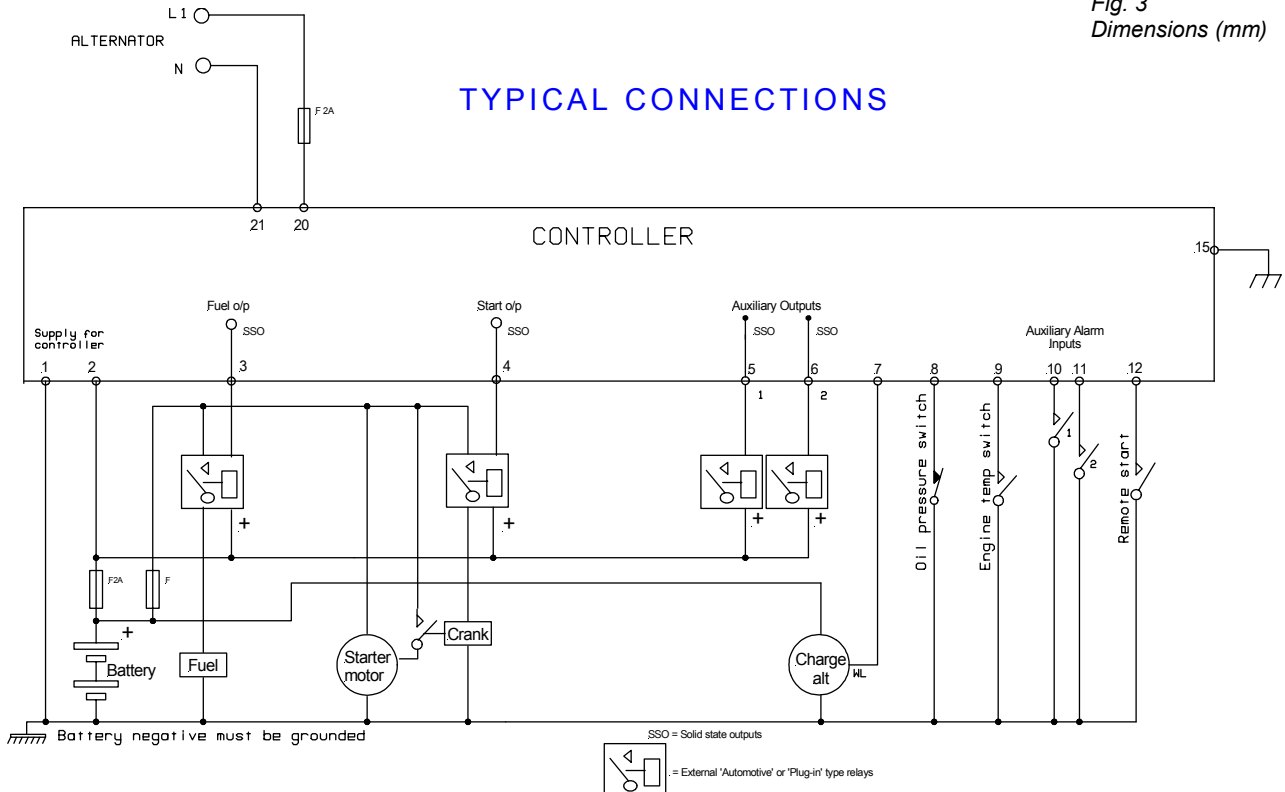 Fig. 3
Dimensions (mm)
L1
ALTERNATOR
N
TYPICAL CONNECTIONS
F2A
21 20
CONTROLLER
15
Fuel o/p
Start o/p
Auxiliary Outputs
SSO
SSO
SSO
SSO
Supply for
controller
Auxiliary Alarm
Inputs
1 2 3 4 5 6 7 8 9 10 11 12
1 2
Oil pressure switch
Engine temp switch
1
2
Remote start
+
+
+
+
F2A
F
+
Battery
Fuel
Starter
motor
Crank
Charge
alt
WL
Battery negative must be grounded
SSO = Solid state outputs
= External 'Automotive' or 'Plug-in' type relays